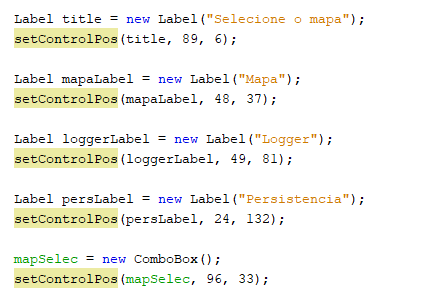 Label title = new Label("Selecione o mapa");
setControlPos(title, 89, 6);
Label mapaLabel = new Label("Mapa");
setControlPos(mapaLabel, 48, 37);
Label loggerLabel = new Label("Logger");
setControlPos(loggerLabel, 49, 81);
Label persLabel = new Label("Persistencia");
setControlPos(persLabel, 24, 132);
mapSelec = new ComboBox();
setControlPos(mapSelec, 96, 33);